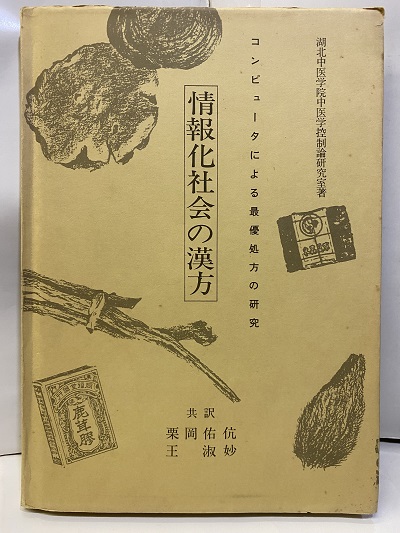 湖北中医学院中医学控制論研究室著
コンピュータによる最優処方の研究
情報化社会の漢方
共訳
栗岡佑伉
王淑妙
鹿茸膠